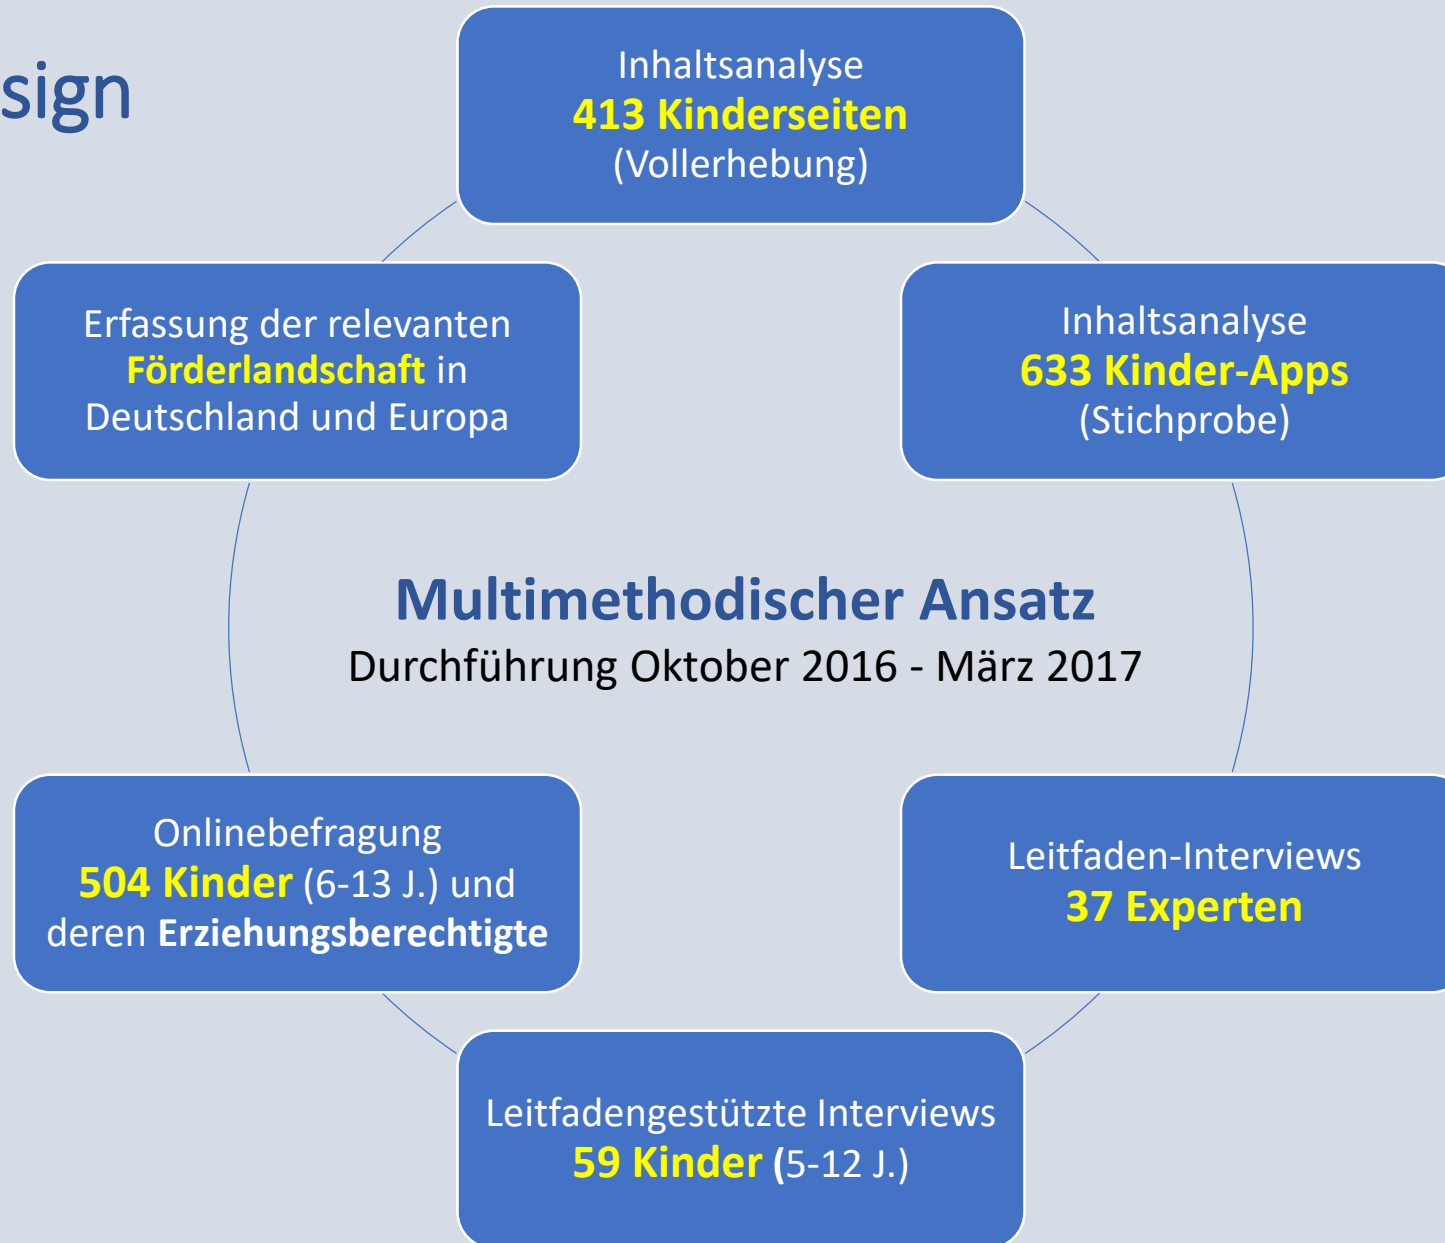 sign
Inhaltsanalyse
413 Kinderseiten
(Vollerhebung)
Inhaltsanalyse
633 Kinder-Apps
(Stichprobe)
Leitfaden-Interviews
37 Experten
Leitfadengestützte Interviews
59 Kinder (5-12 J.)
Onlinebefragung
504 Kinder (6-13 J.) und
deren Erziehungsberechtigte
Erfassung der relevanten
Förderlandschaft in
Deutschland und Europa
Multimethodischer Ansatz
Durchführung Oktober 2016 - März 2017